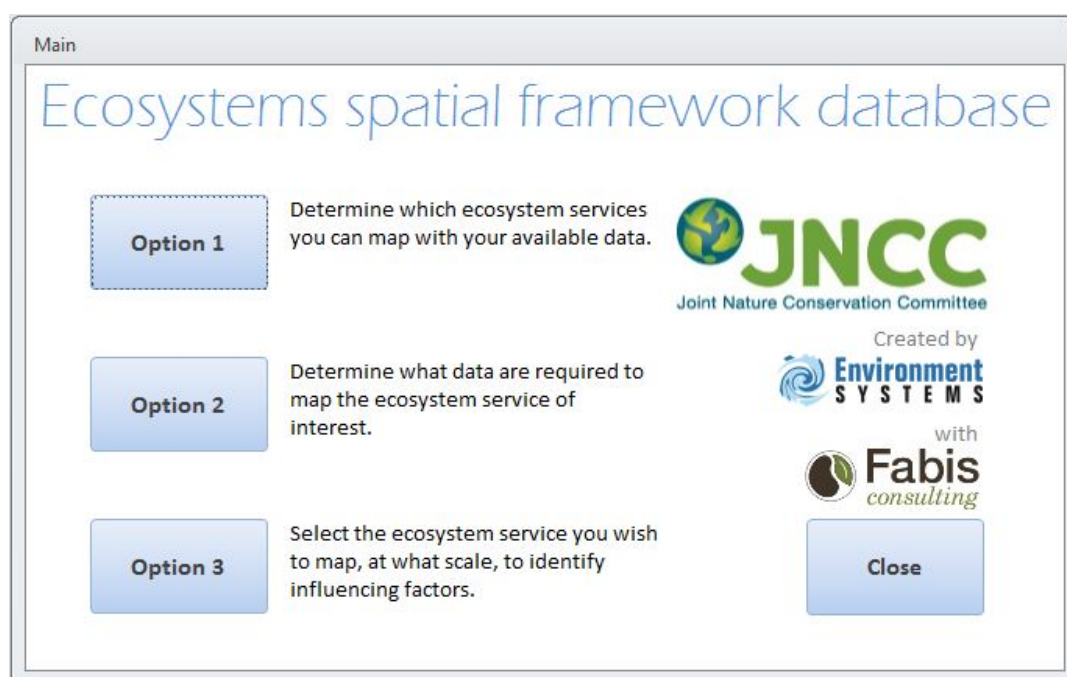 Main
Ecosystems spatial framework database
Option 1
Determine which ecosystem services
you can map with your available data.
JNCC
Joint Nature Conservation Committee
Created by
Environment
SYSTEMS
Option 2
Determine what data are required to
map the ecosystem service of
interest.
with
Fabis
consulting
Option 3
Select the ecosystem service you wish
to map, at what scale, to identify
influencing factors.
Close